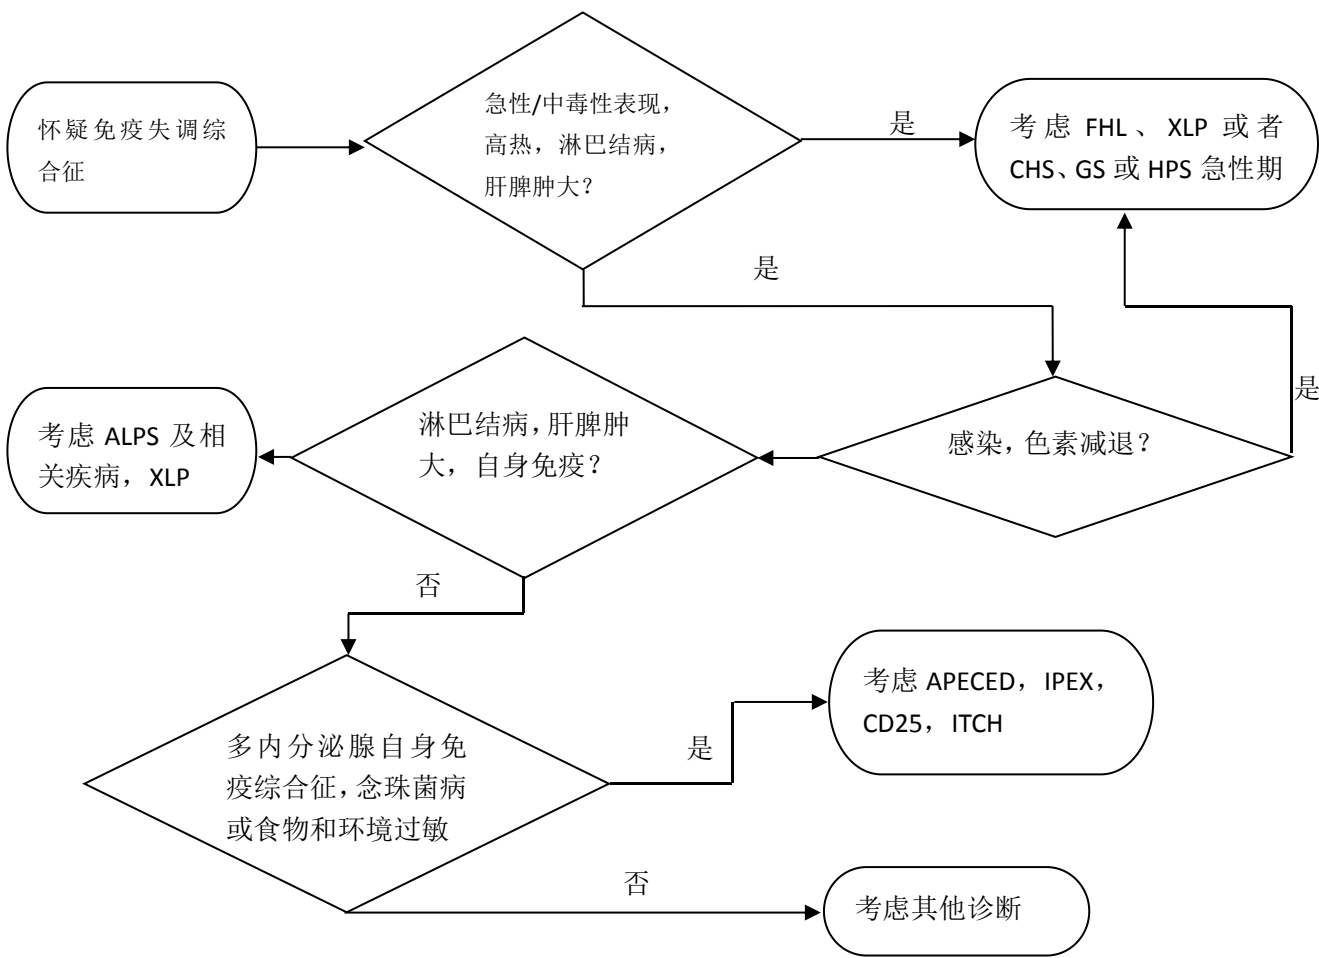 怀疑免疫失调综
合征
急性/中毒性表现，
高热，淋巴结病，
肝脾肿大？
是
考虑 FHL、XLP 或者
CHS、GS 或 HPS 急性期
是
是
考虑 ALPS 及相
关疾病，XLP
淋巴结病，肝脾肿
大，自身免疫？
感染，色素减退？
否
多内分泌腺自身免
疫综合征，念珠菌病
或食物和环境过敏
是
考虑 APECED，IPEX，
CD25，ITCH
否
考虑其他诊断